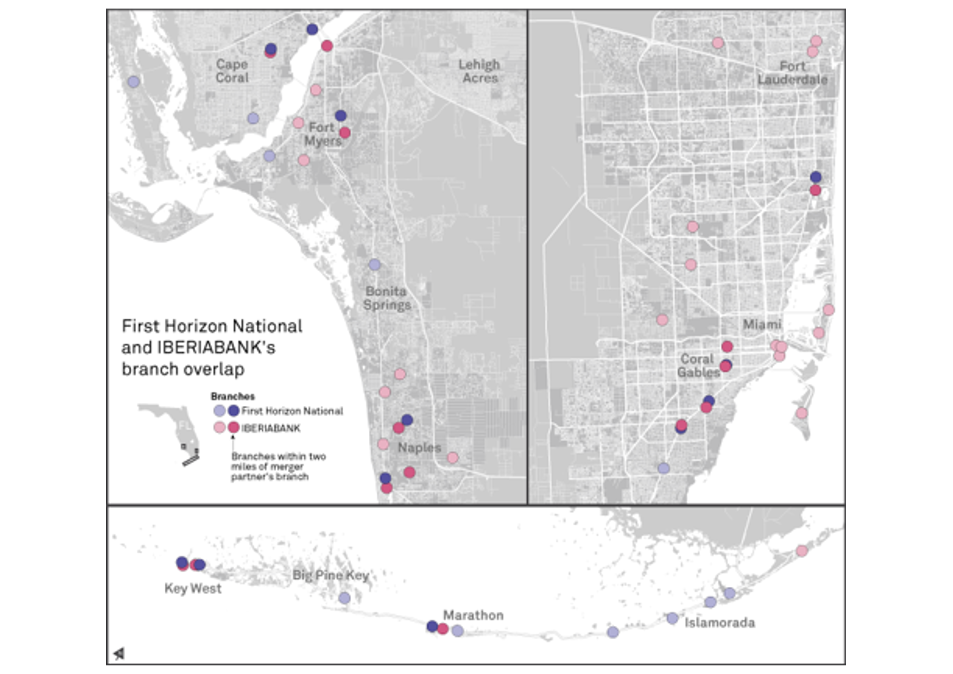 Cape
Coral
Lehigh
Acres
Fort
Myers
Bonita
Springs
Naples
First Horizon National
and IBERIABANK's
branch overlap
Branches
First Horizon National
IBERIABANK
Branches within two
miles of merger
partner's branch
FL
Fort
Lauderdale
Miami
Coral
Gables
Key West
Big Pine Key
Marathon
Islamorada